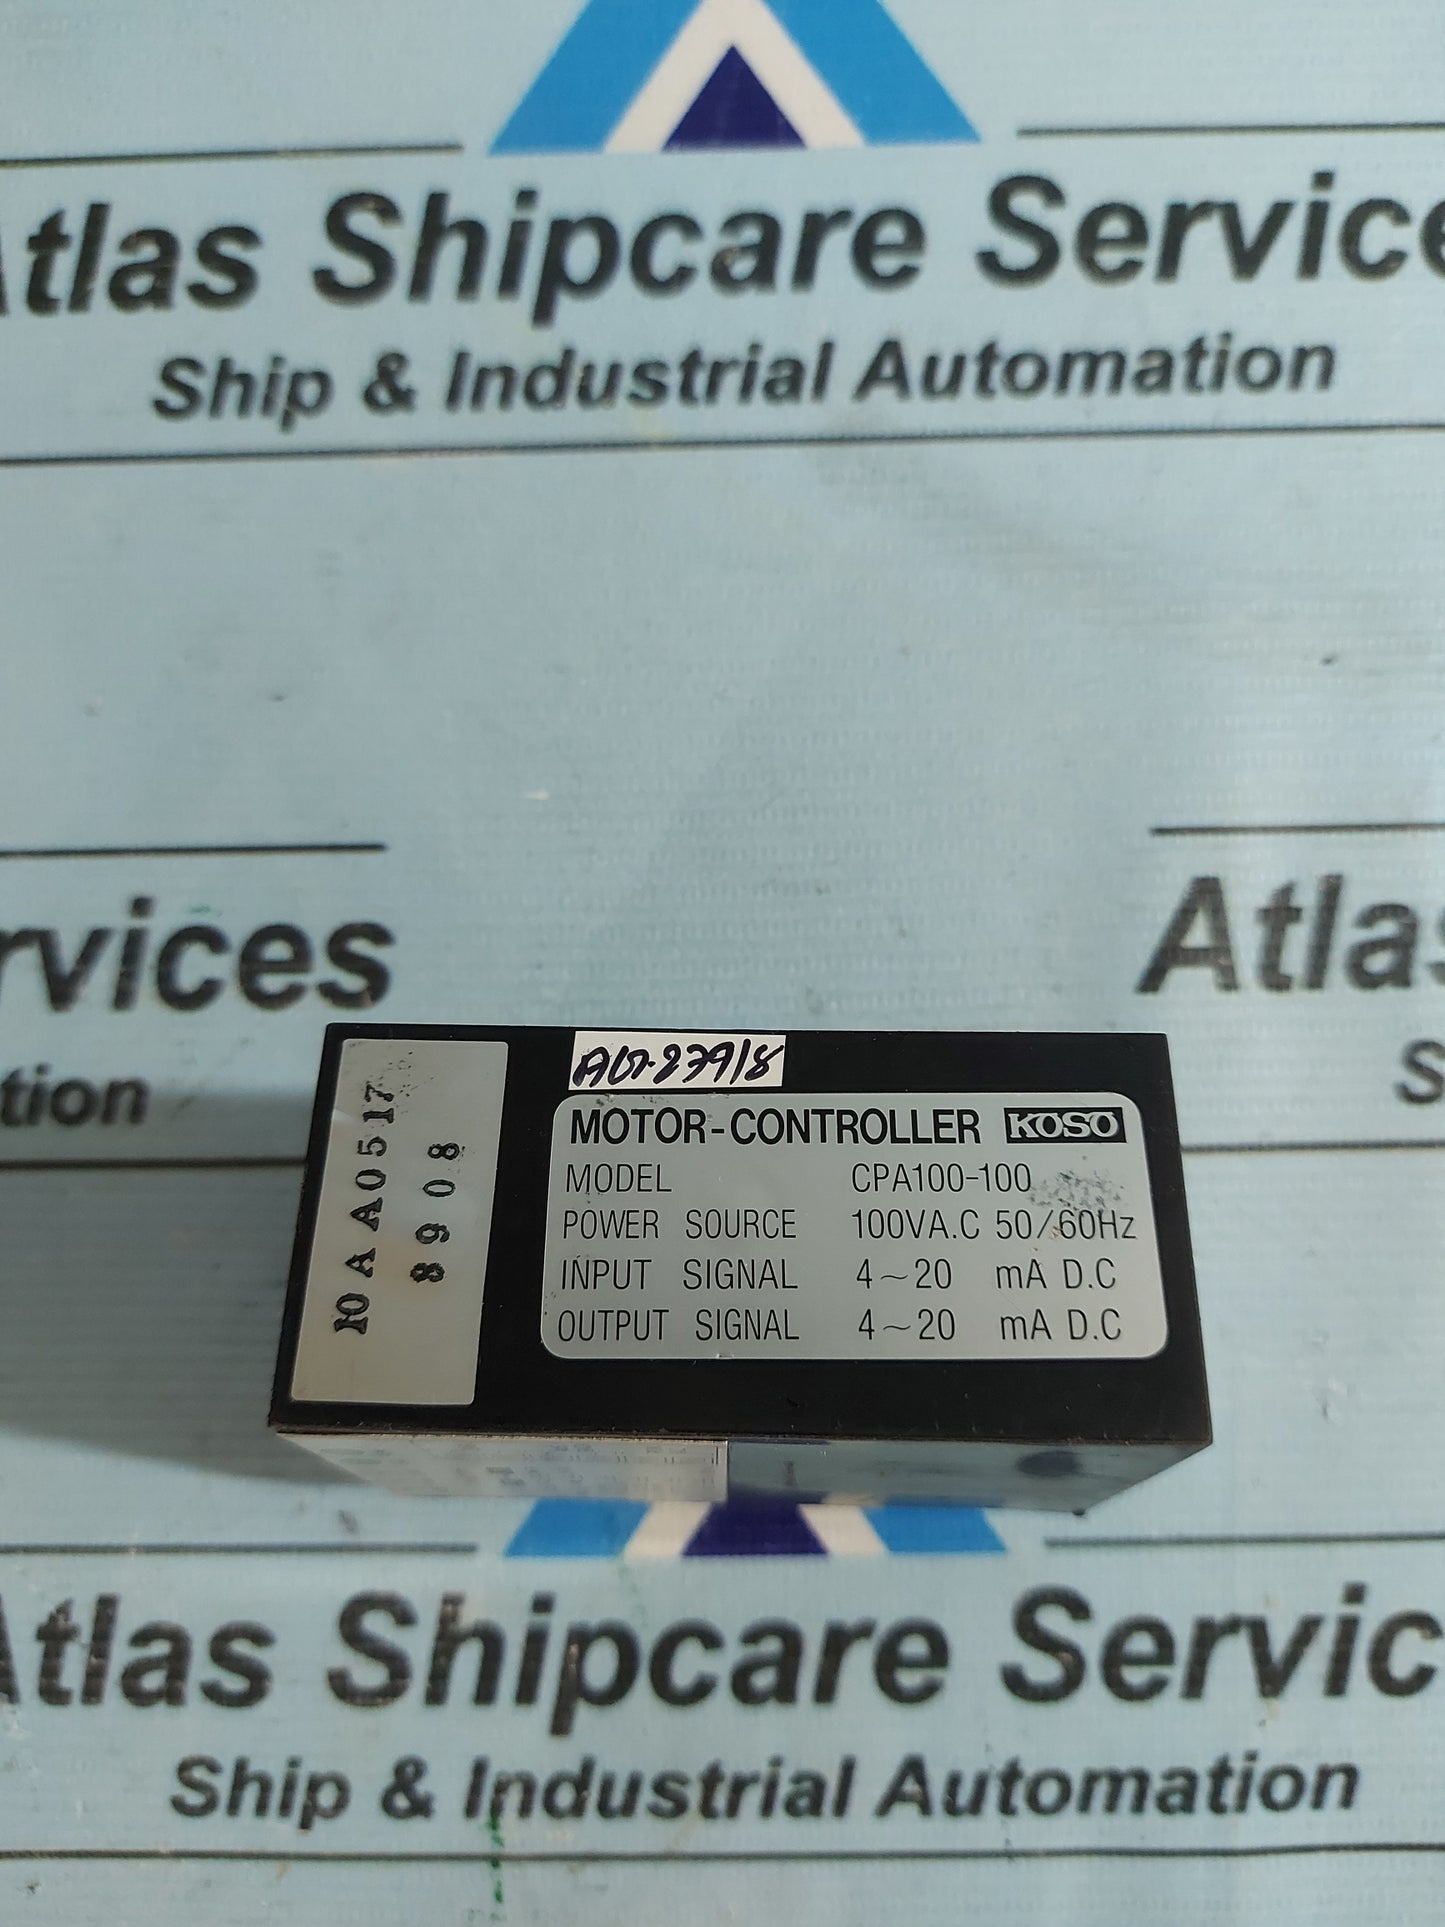 Atlas Shipcare Service
Ship & Industrial Automation
rvices
Atlas
tion
S
10AA0517
8908
MOTOR-CONTROLLER KOSO
MODEL CPA100-100
POWER SOURCE 100VA.C 50/60Hz
INPUT SIGNAL 4~20 mA D.C
OUTPUT SIGNAL 4~20 mA D.C
Atlas Shipcare Servic
Ship & Industrial Automation